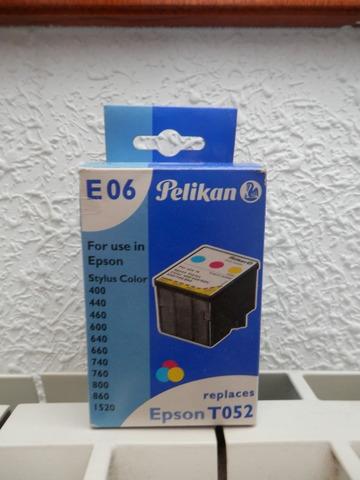 E 06 Pelikan
For use in
Epson
Stylus Color
400
440
460
600
640
660
740
760
800
860
1520
Pelikan
replaces
Epson T052